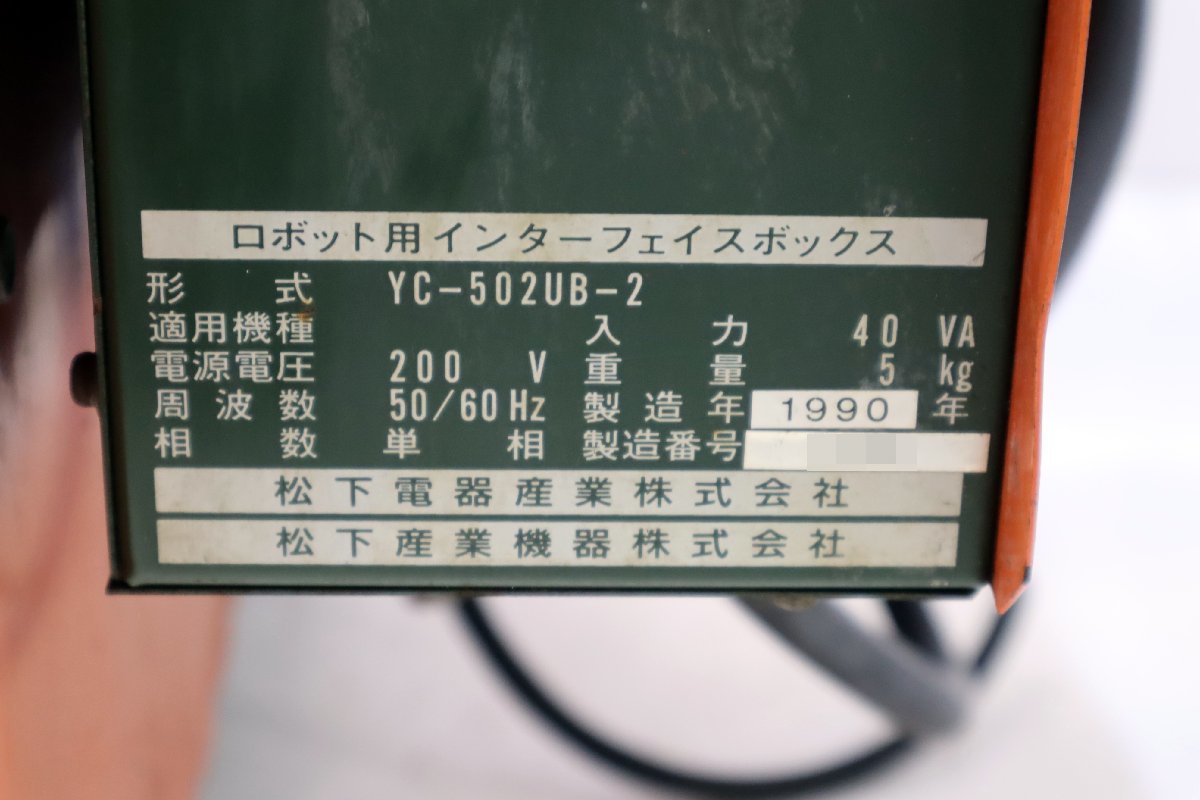 ロボット用インターフェイスボックス
形式 YC-502UB-2
適用機種 入力 40 VA
電源電圧 200 V 重量 5 kg
周波数 50/60 Hz 製造年 1990 年
相数 単相 製造番号
松下電器産業株式会社
松下産業機器株式会社